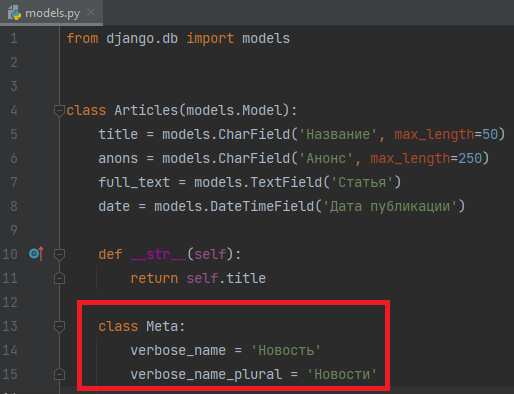 models.py
1 from django.db import models
2
3
4 class Articles(models.Model):
5     title = models.CharField('Название', max_length=50)
6     anons = models.CharField('Анонс', max_length=250)
7     full_text = models.TextField('Статья')
8     date = models.DateTimeField('Дата публикации')
9
10     def __str__(self):
11         return self.title
12
13     class Meta:
14         verbose_name = 'Новость'
15         verbose_name_plural = 'Новости'